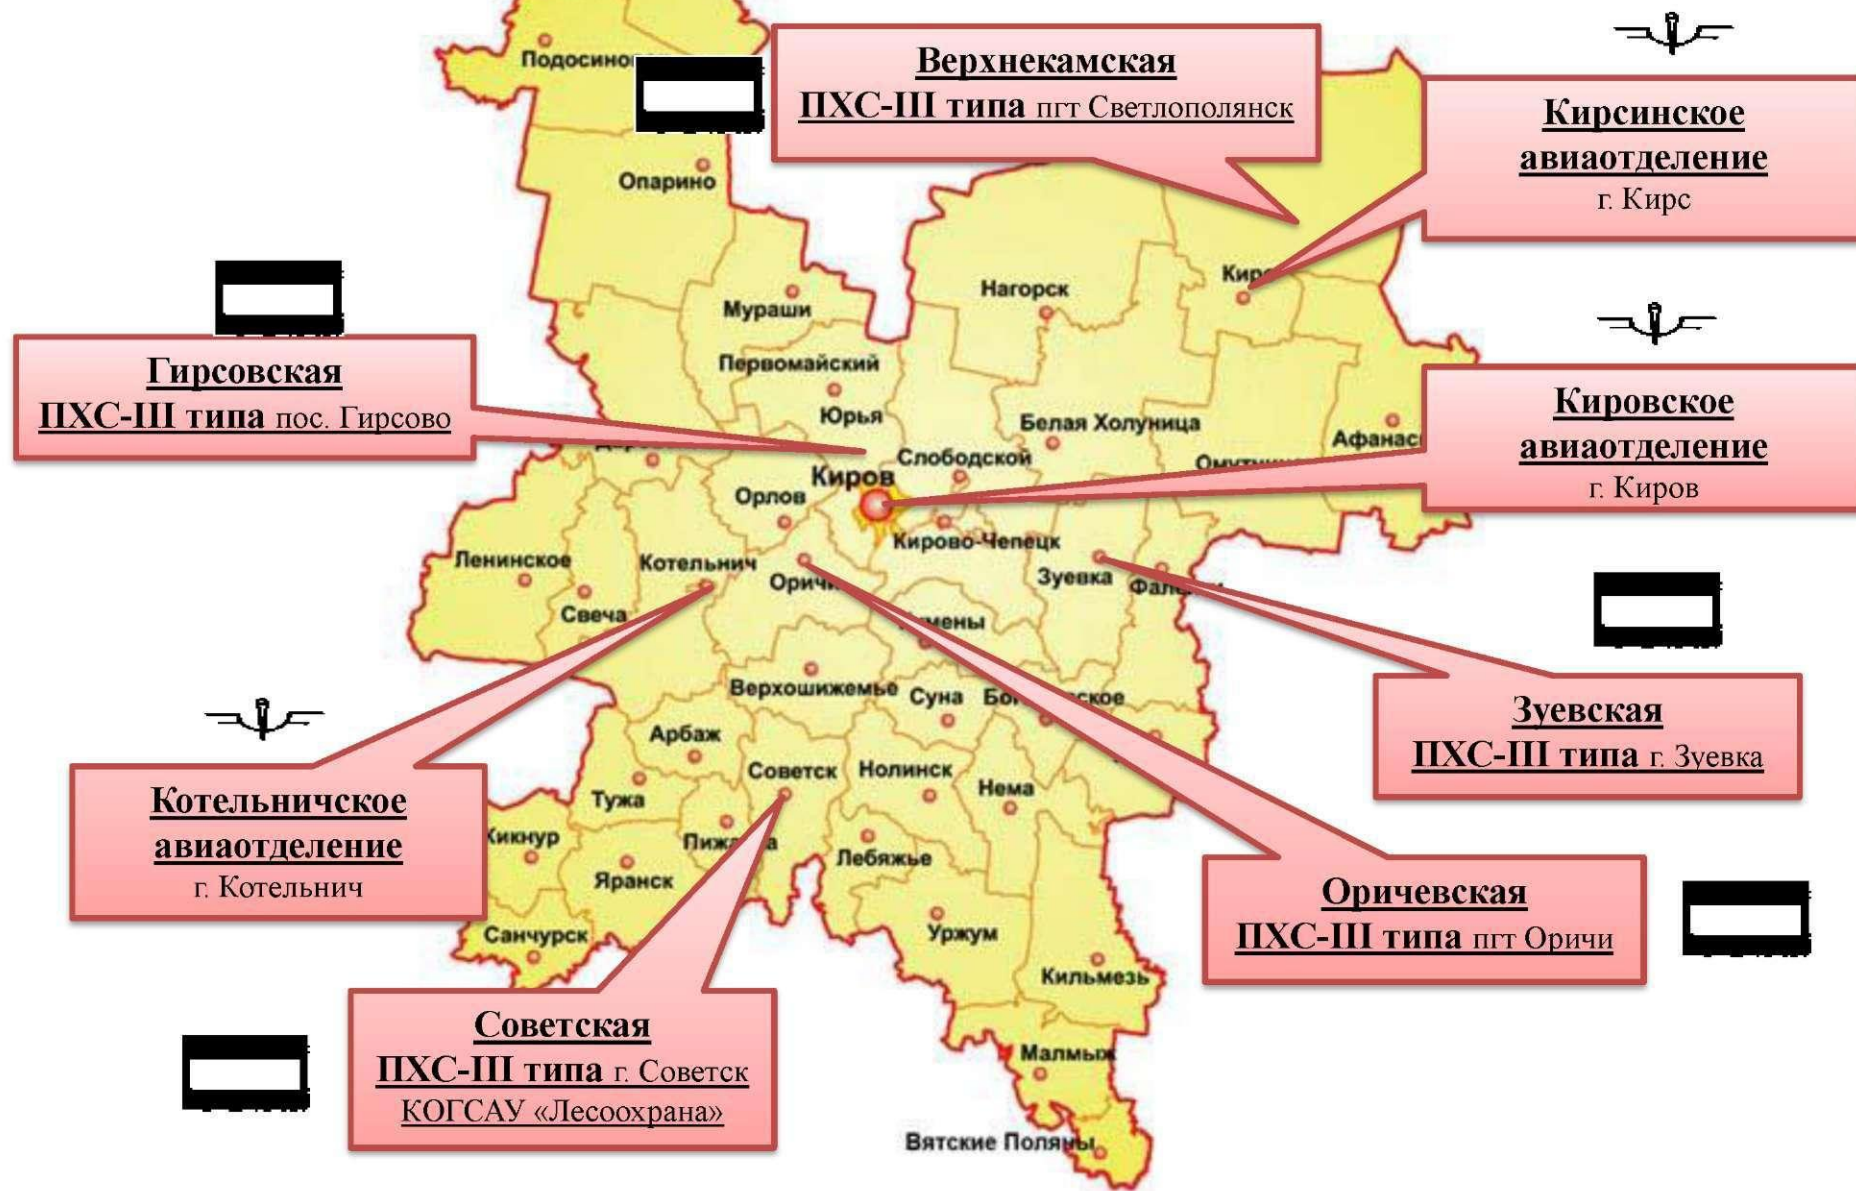 Подосино
Верхнекамская
ПХС-III типа пгт Светлополянск
Кирсинское
авиаотделение
г. Кирс
Опарино
Нагорск
Мураши
Первомайский
Гирсовская
ПХС-III типа пос. Гирсово
Юрья
Белая Холуница
Кировское
авиаотделение
г. Киров
Слободской
Киров
Орлов
Кирово-Чепецк
Ленинское
Котельнич
Оричи
Зуевка
Свеча
Верхошижемье
Суна
Зуевская
ПХС-III типа г. Зуевка
Арбаж
Советск
Нолинск
Нема
Тужа
Котельничское
авиаотделение
г. Котельнич
Лебяжье
Яранск
Оричевская
ПХС-III типа пгт Оричи
Санчурск
Уржум
Кильмезь
Советская
ПХС-III типа г. Советск
КОГСАУ «Лесоохрана»
Малмыж
Вятские Поляны